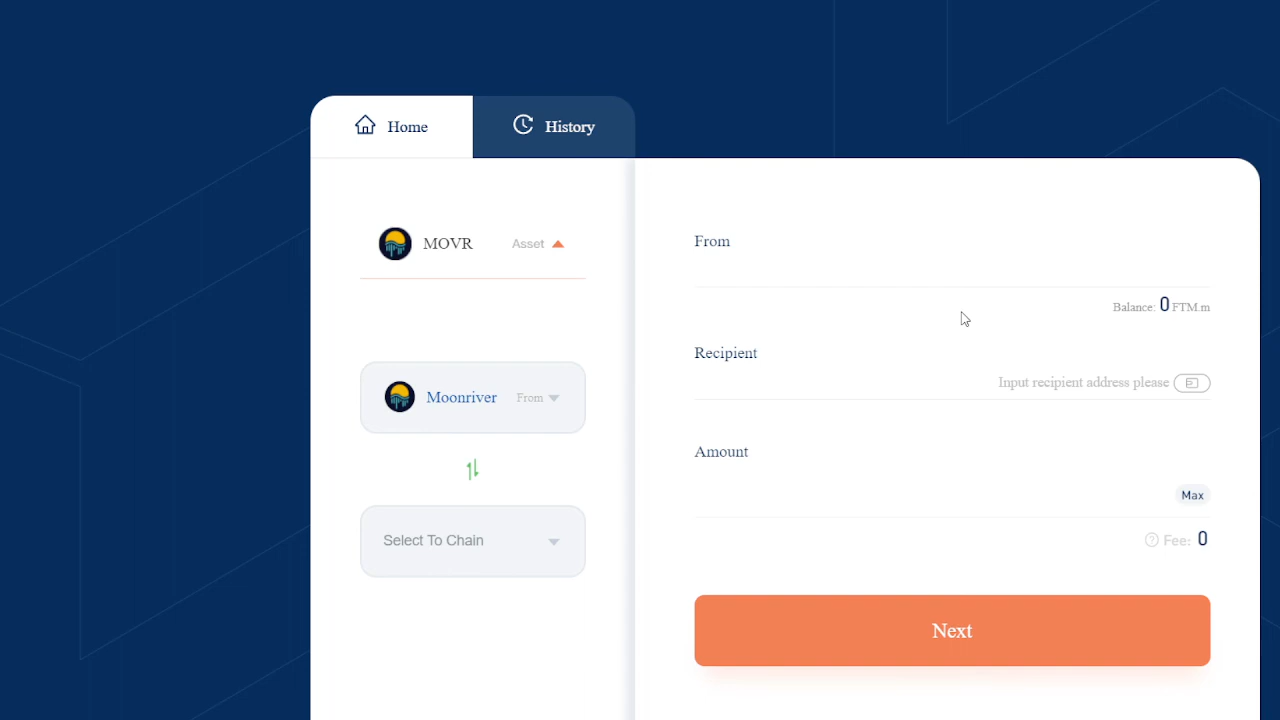 Home
History
MOVR
Asset
Moonriver
From
Select To Chain
From
Balance: 0 FTM.m
Recipient
Input recipient address please
Amount
Max
? Fee: 0
Next